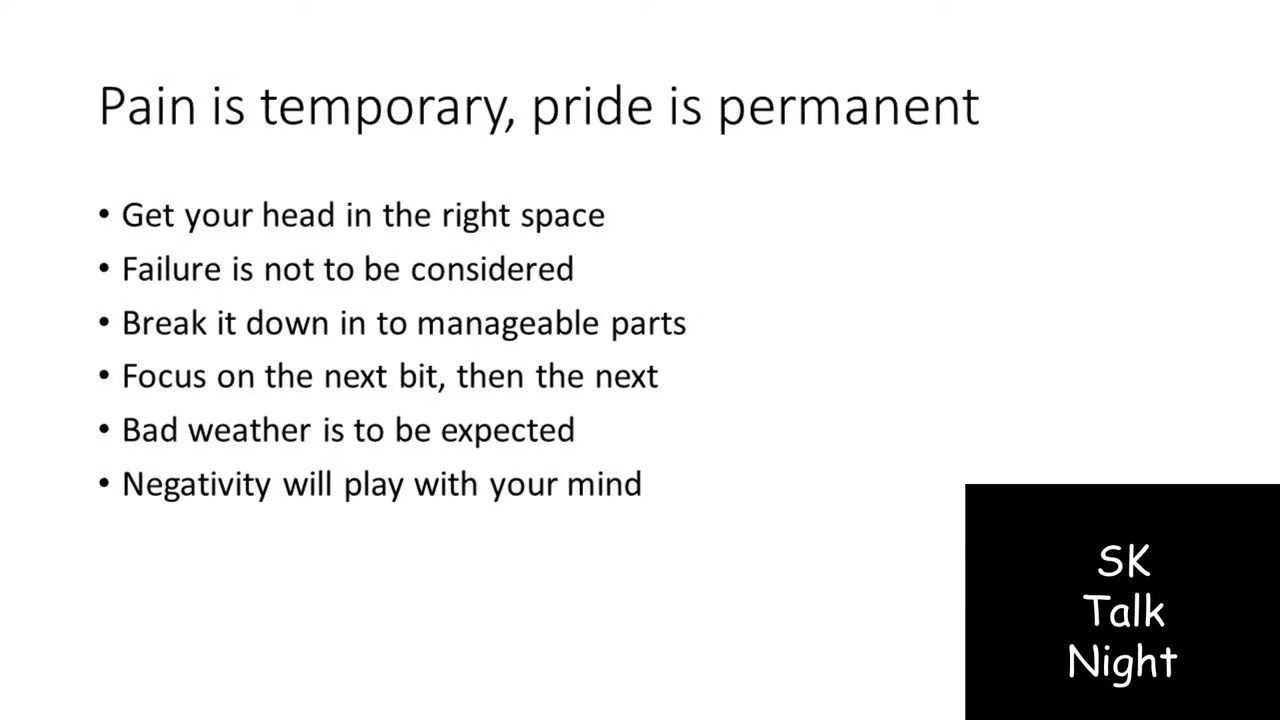 Pain is temporary, pride is permanent
• Get your head in the right space
• Failure is not to be considered
• Break it down in to manageable parts
• Focus on the next bit, then the next
• Bad weather is to be expected
• Negativity will play with your mind
SK
Talk
Night